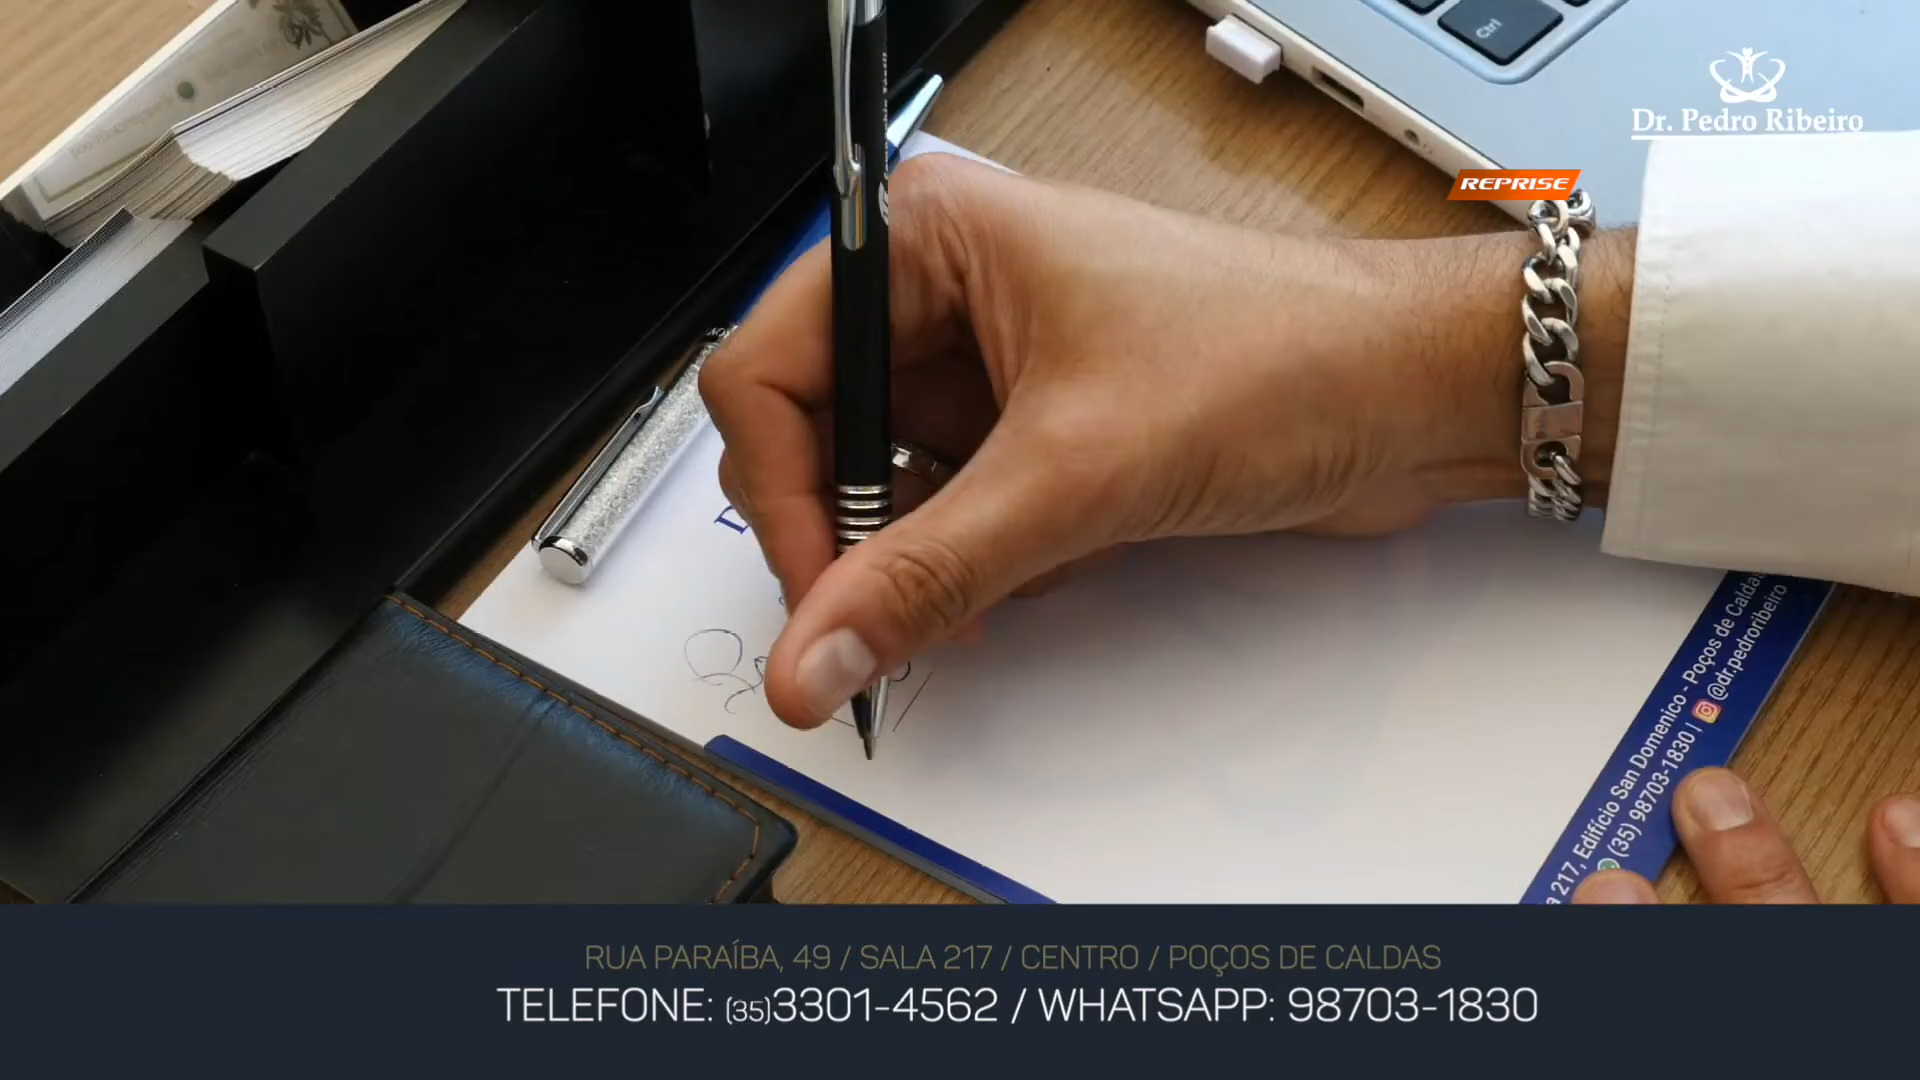 Ctrl
Dr. Pedro Ribeiro
REPRISE
D
217, Edifício San Domenico - Poços de Caldas
(35) 98703-1830 | @dr.pedroribeiro
RUA PARAÍBA, 49 / SALA 217 / CENTRO / POÇOS DE CALDAS
TELEFONE: (35)3301-4562 / WHATSAPP: 98703-1830